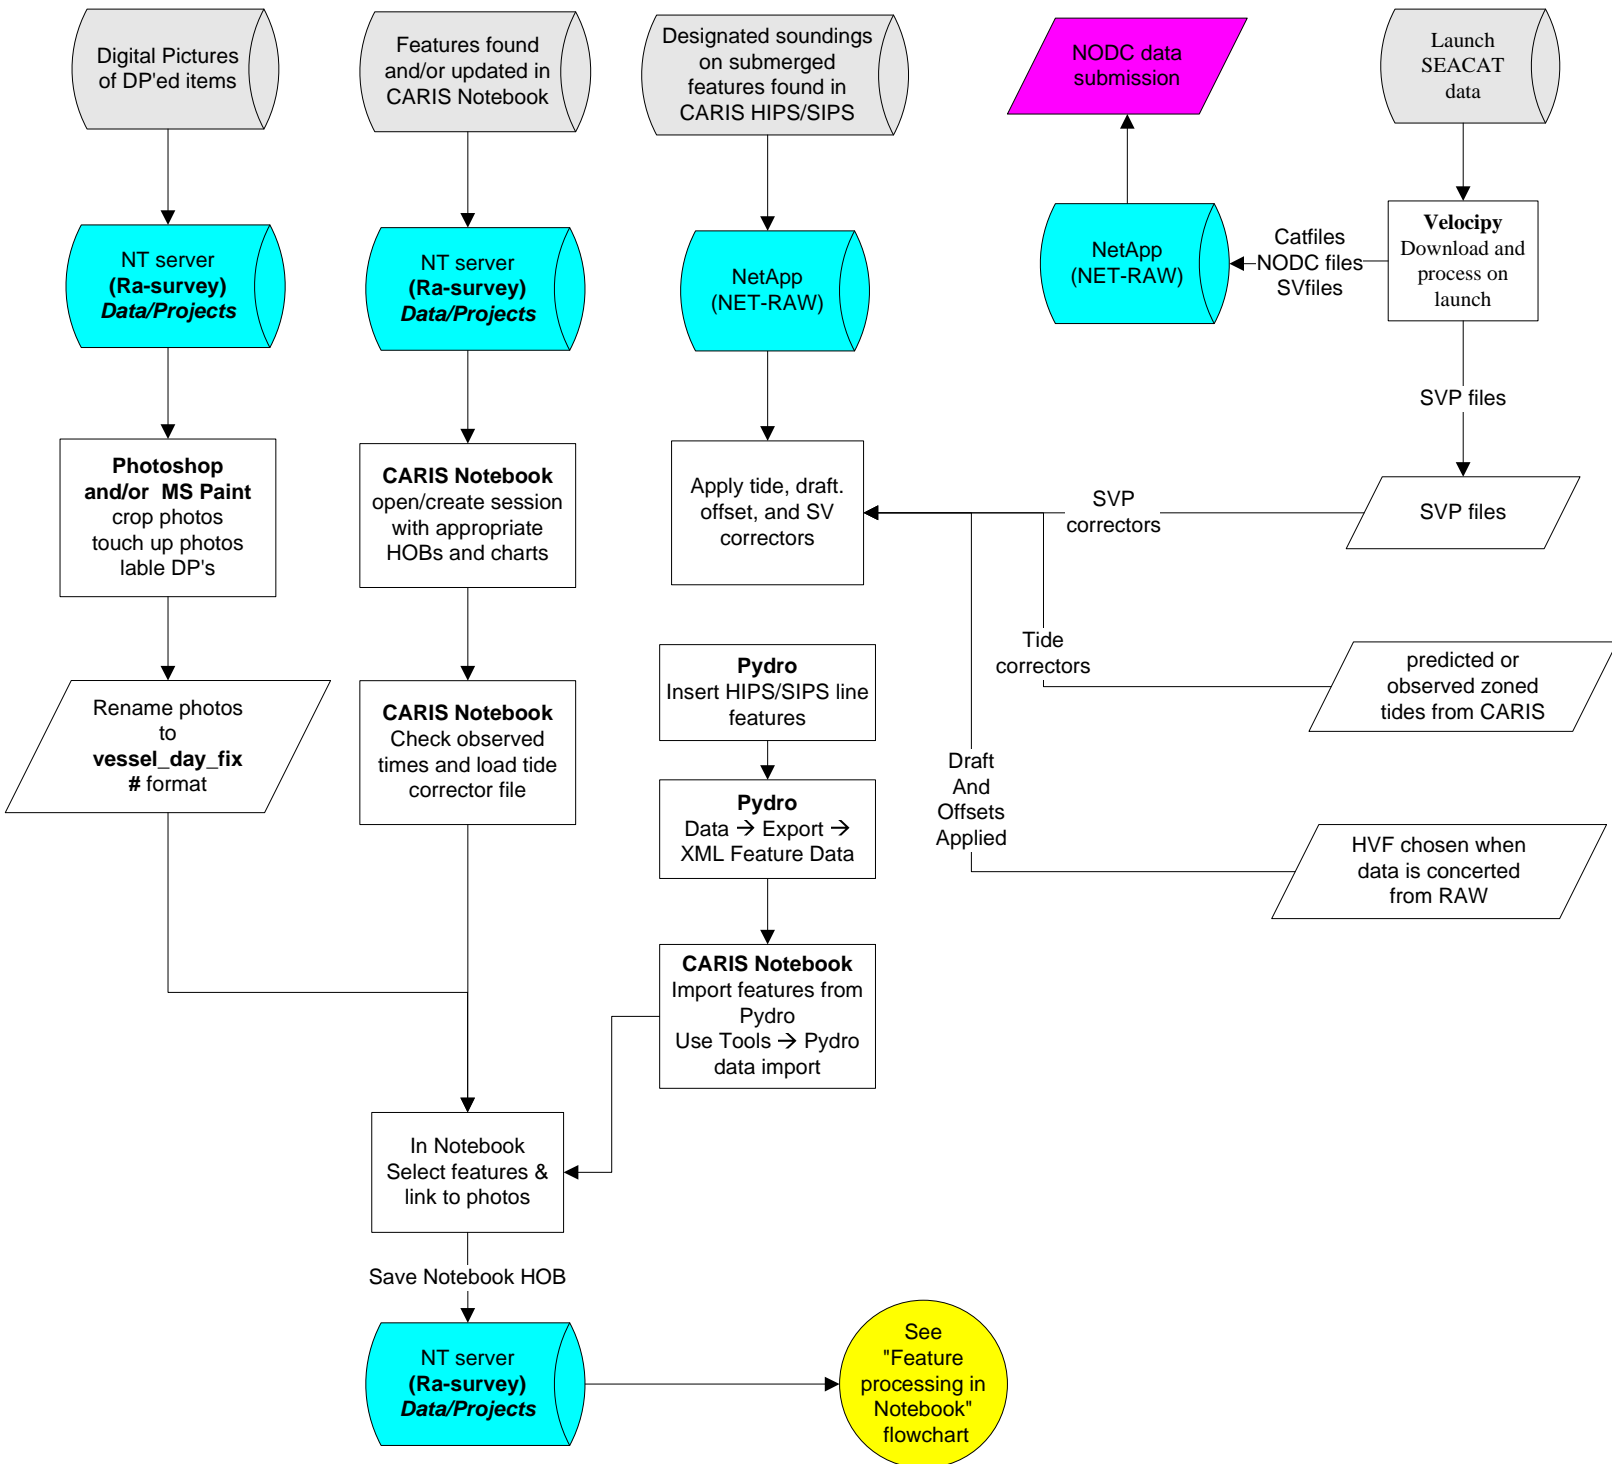 Digital Pictures
of DP'ed items
Features found
and/or updated in
CARIS Notebook
Designated soundings
on submerged
features found in
CARIS HIPS/SIPS
NODC data
submission
Launch
SEACAT
data
NT server
(Ra-survey)
Data/Projects
NT server
(Ra-survey)
Data/Projects
NetApp
(NET-RAW)
NetApp
(NET-RAW)
Catfiles
NODC files
SVfiles
Velocipy
Download and
process on
launch
SVP files
Photoshop
and/or MS Paint
crop photos
touch up photos
lable DP's
CARIS Notebook
open/create session
with appropriate
HOBs and charts
Apply tide, draft.
offset, and SV
correctors
SVP
correctors
SVP files
Rename photos
to
vessel_day_fix
# format
CARIS Notebook
Check observed
times and load tide
corrector file
Pydro
Insert HIPS/SIPS line
features
Tide
correctors
predicted or
observed zoned
tides from CARIS
Pydro
Data → Export →
XML Feature Data
Draft
And
Offsets
Applied
HVF chosen when
data is concerted
from RAW
CARIS Notebook
Import features from
Pydro
Use Tools → Pydro
data import
In Notebook
Select features &
link to photos
Save Notebook HOB
NT server
(Ra-survey)
Data/Projects
See
"Feature
processing in
Notebook"
flowchart